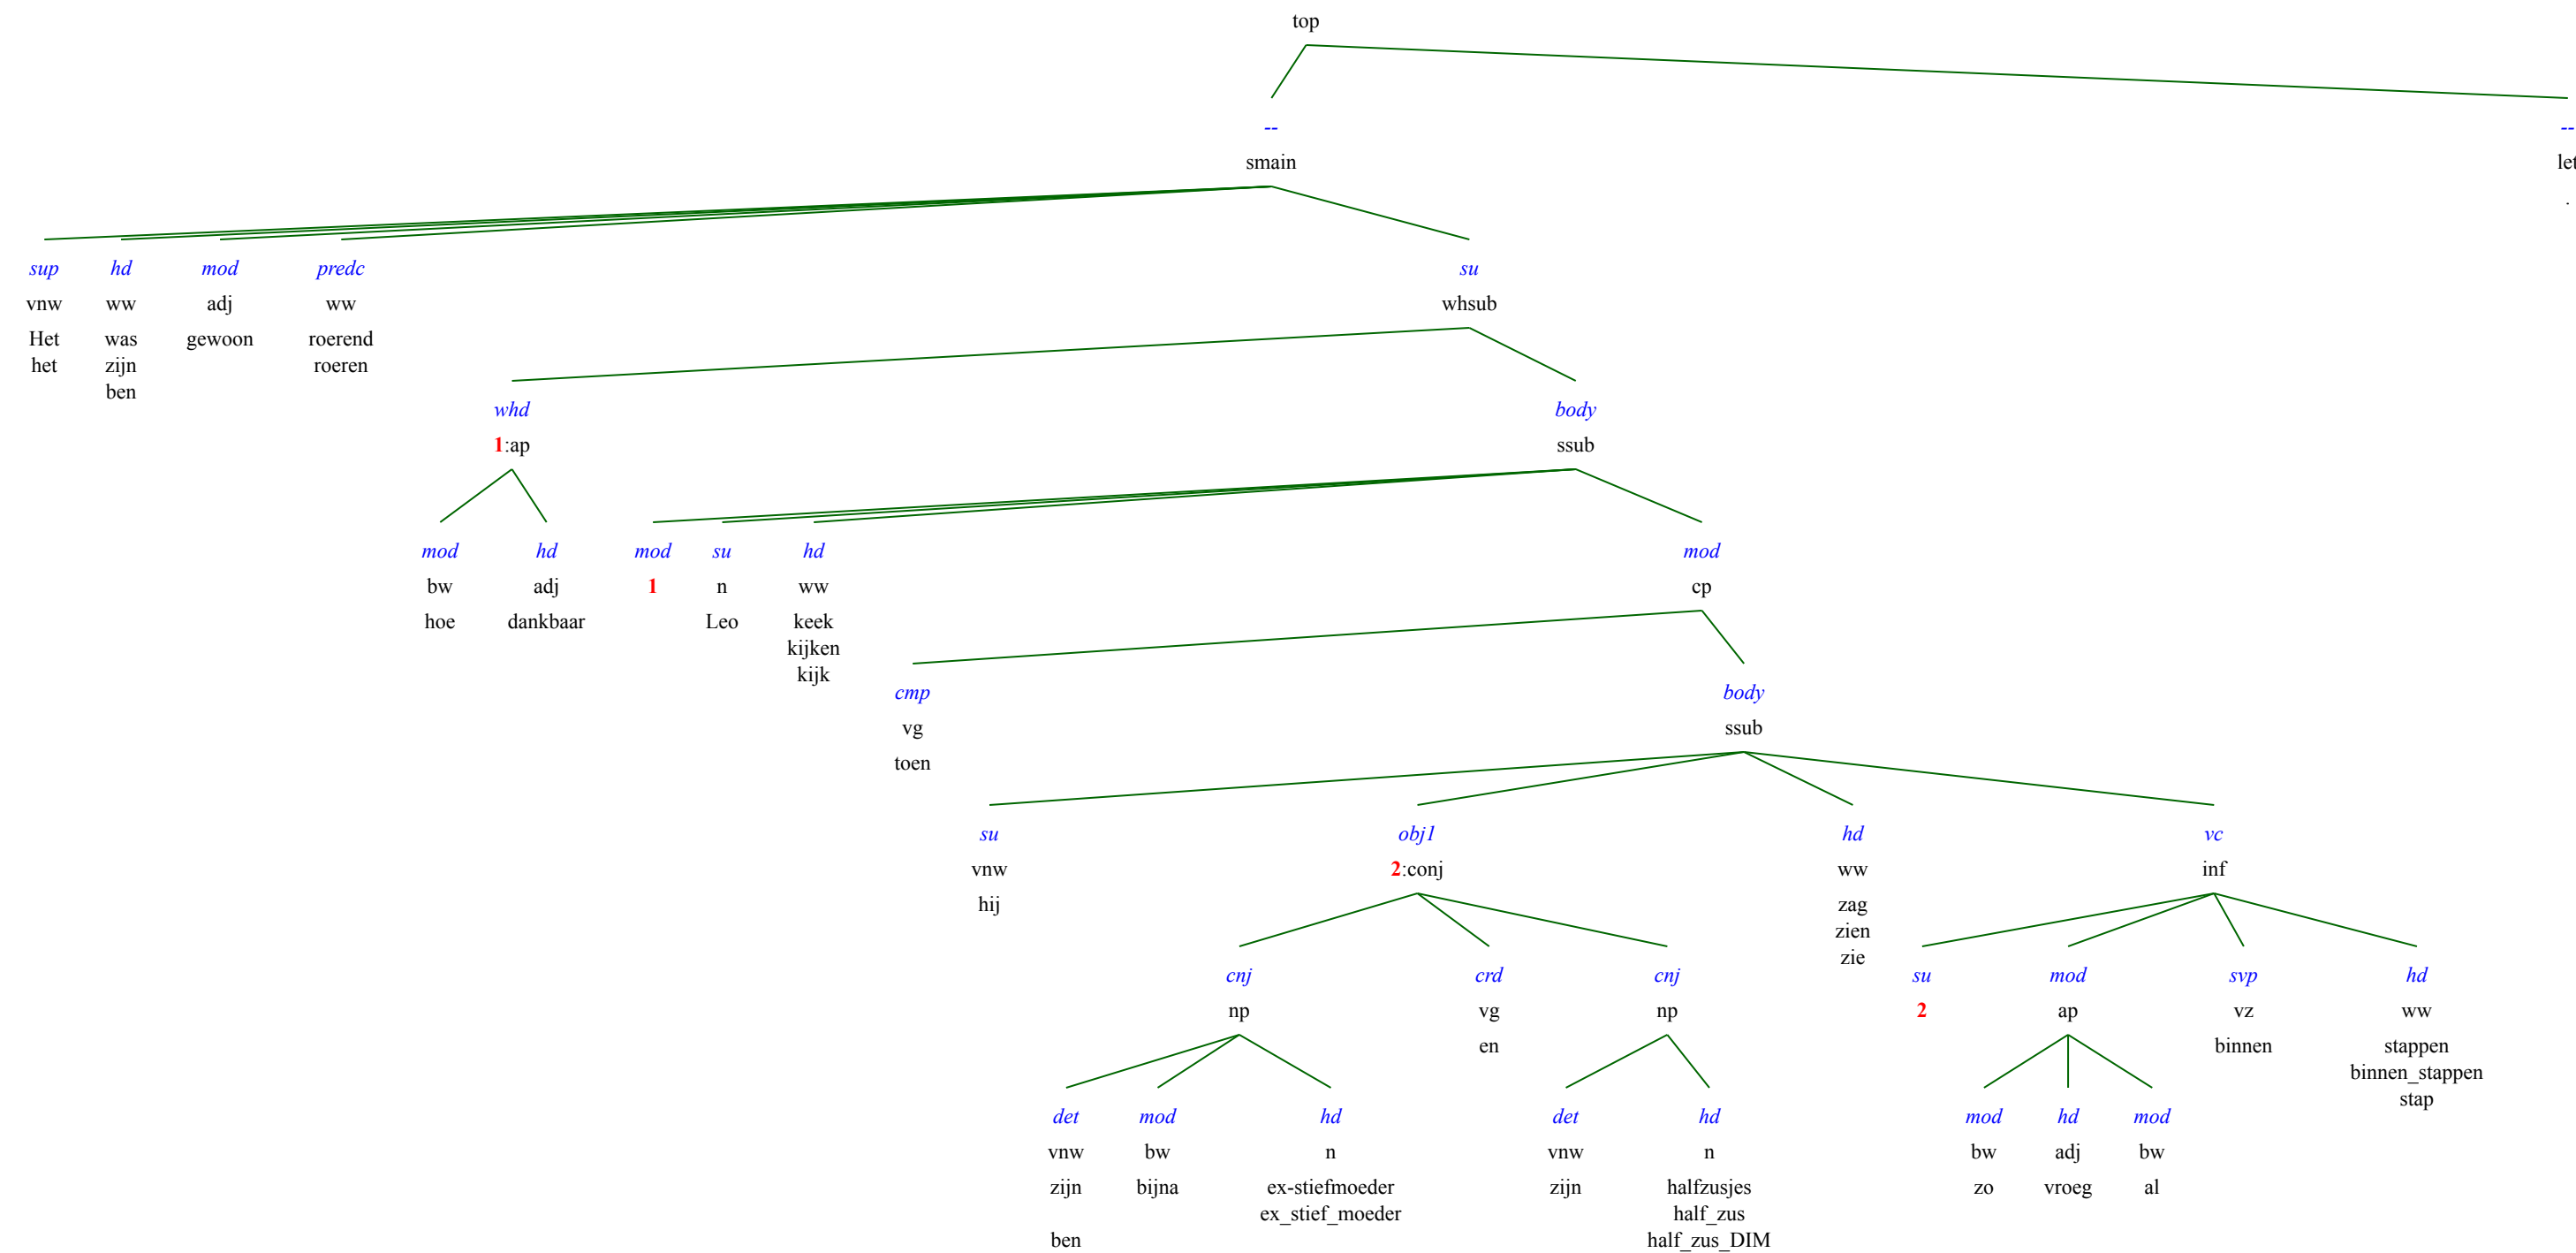 top
-- --
smain let
.
sup hd mod predc su
vnw ww adj ww whsub
Het was gewoon roerend
het zijn roeren
ben
whd body
1:ap ssub
mod hd mod su hd mod
bw adj 1 n ww cp
hoe dankbaar Leo keek
kijken
kijk
cmp body
vg ssub
toen
su obj1 hd vc
vnw 2:conj ww inf
hij zag
zien
zie
cnj crd cnj su mod svp hd
np vg np 2 ap vz ww
en binnen stappen
binnen_stappen
stap
det mod hd det hd mod hd mod
vnw bw n vnw n bw adj bw
zijn bijna ex-stiefmoeder zijn halfzusjes zo vroeg al
ex_stief_moeder half_zus
ben half_zus_DIM